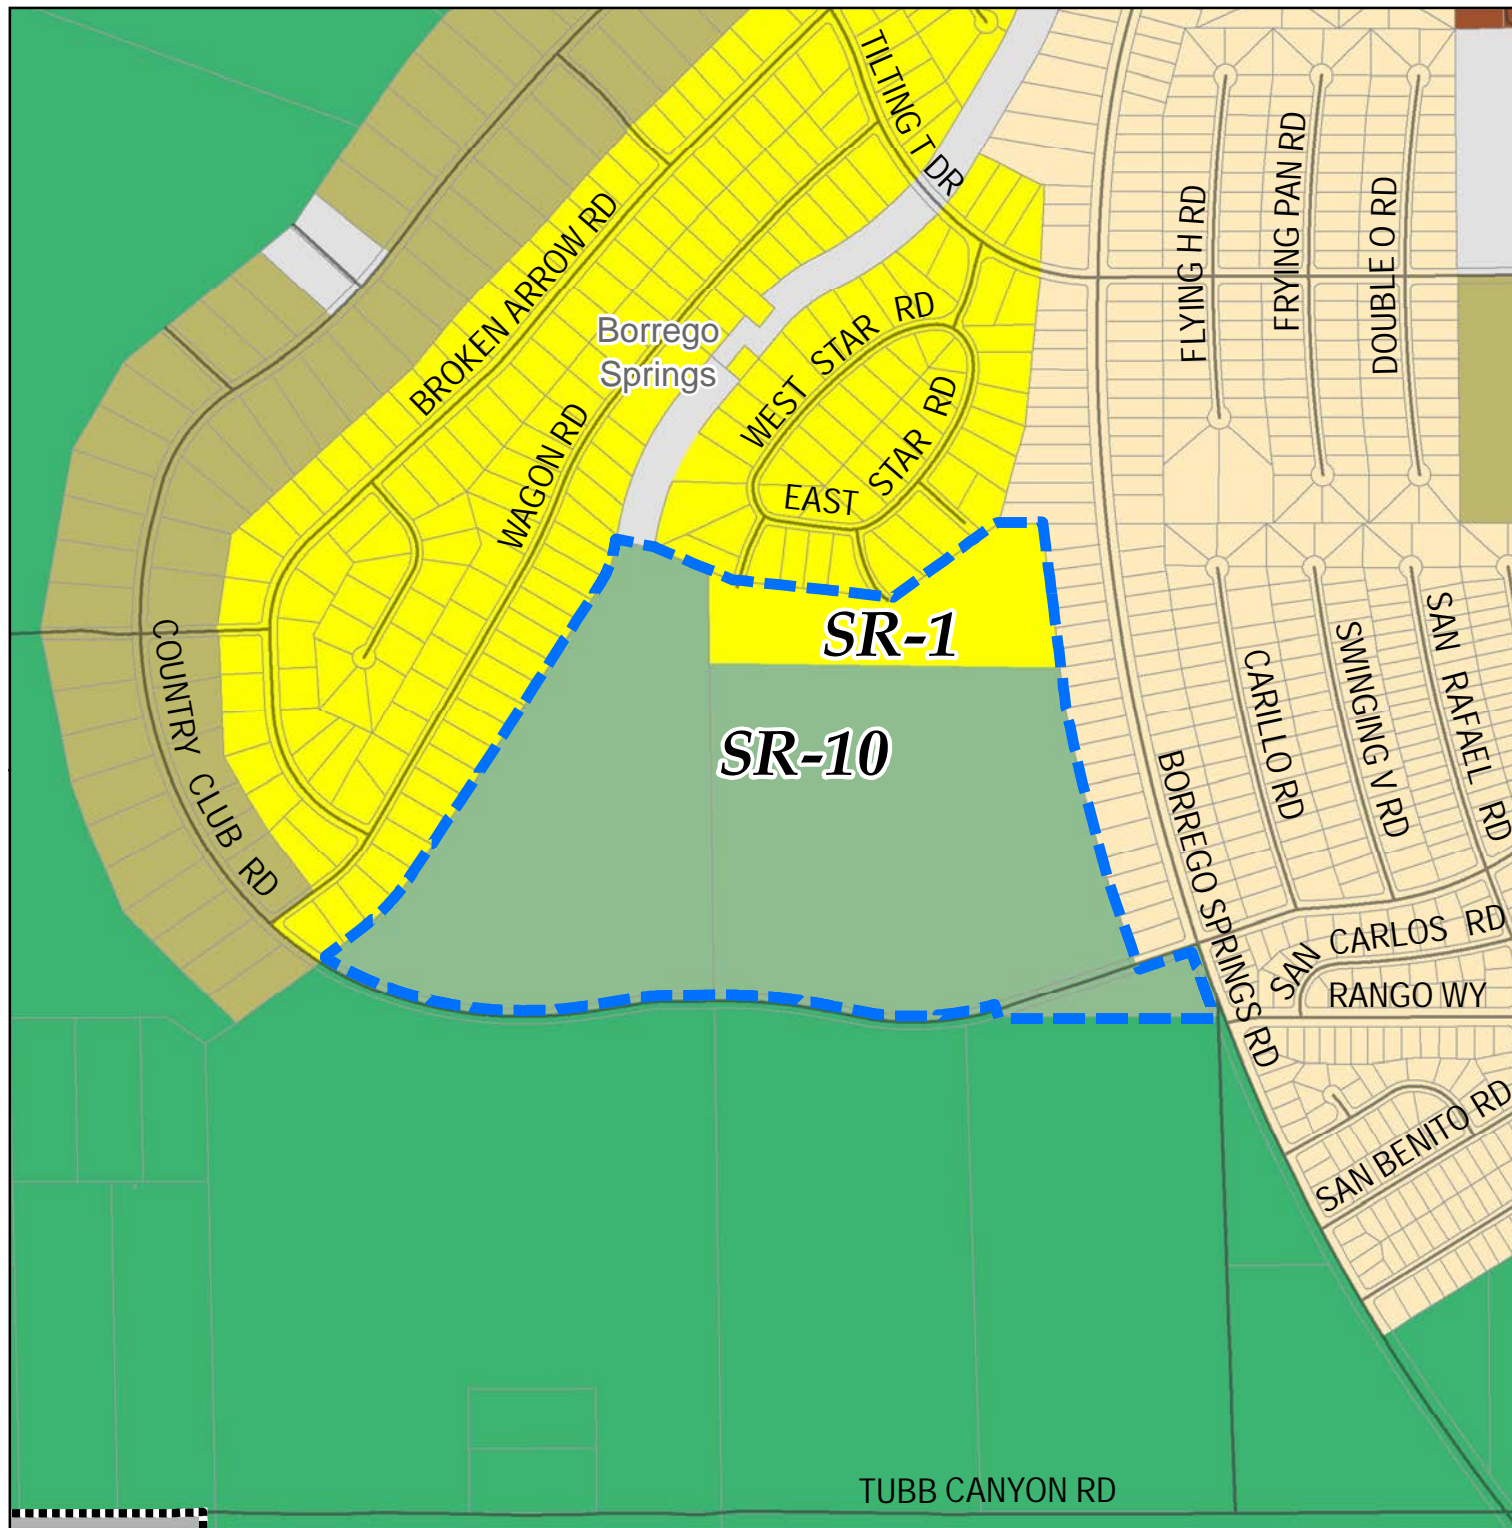 TILTING T DR
FLYING H RD
FRYING PAN RD
DOUBLE O RD
BROKEN ARROW RD
Borrego
Springs
WEST STAR RD
EAST STAR RD
WAGON RD
SR-1
SR-10
COUNTRY CLUB RD
CARILLO RD
SWINGING V RD
SAN RAFAEL RD
BORREGO SPRINGS RD
SAN CARLOS RD
RANGO WY
SAN BENITO RD
TUBB CANYON RD